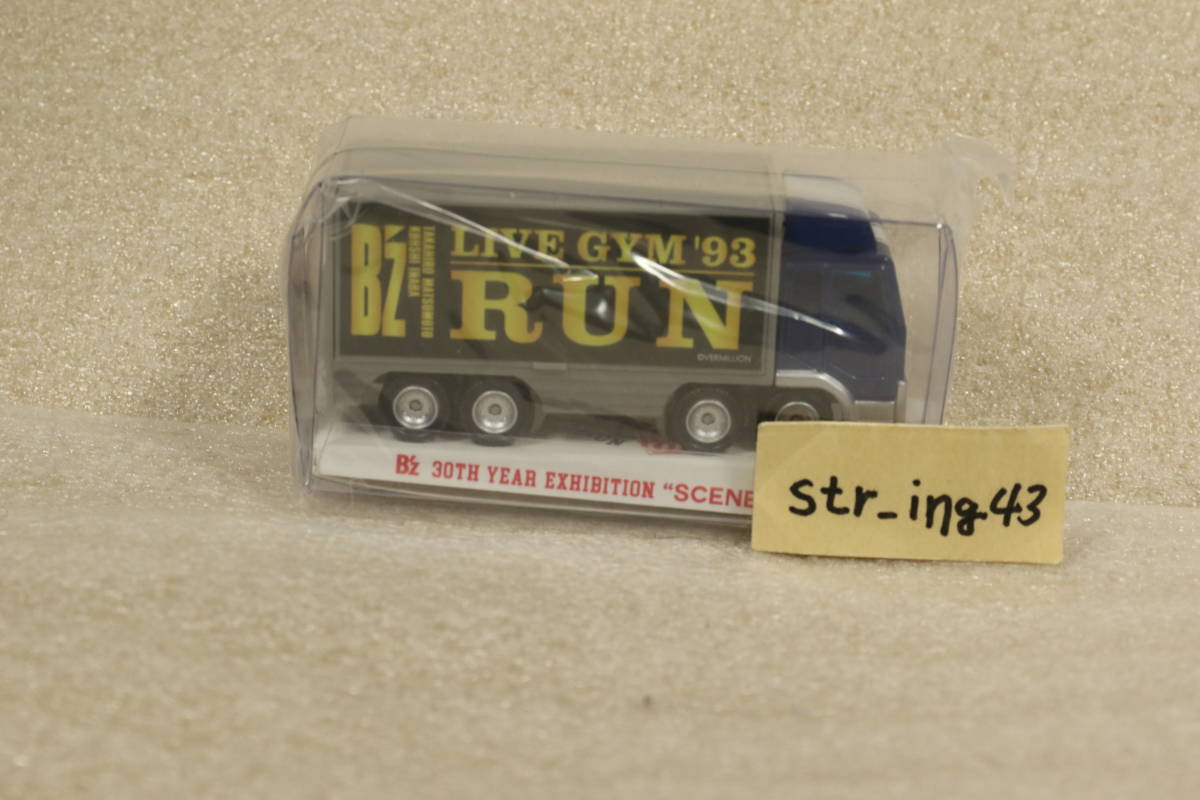 B'z
TAKAHIRO MATSUMOTO
KOSHI INABA
LIVE GYM '93
RUN
©VERMILLION
B'z 30TH YEAR EXHIBITION “SCENE
str_ing43